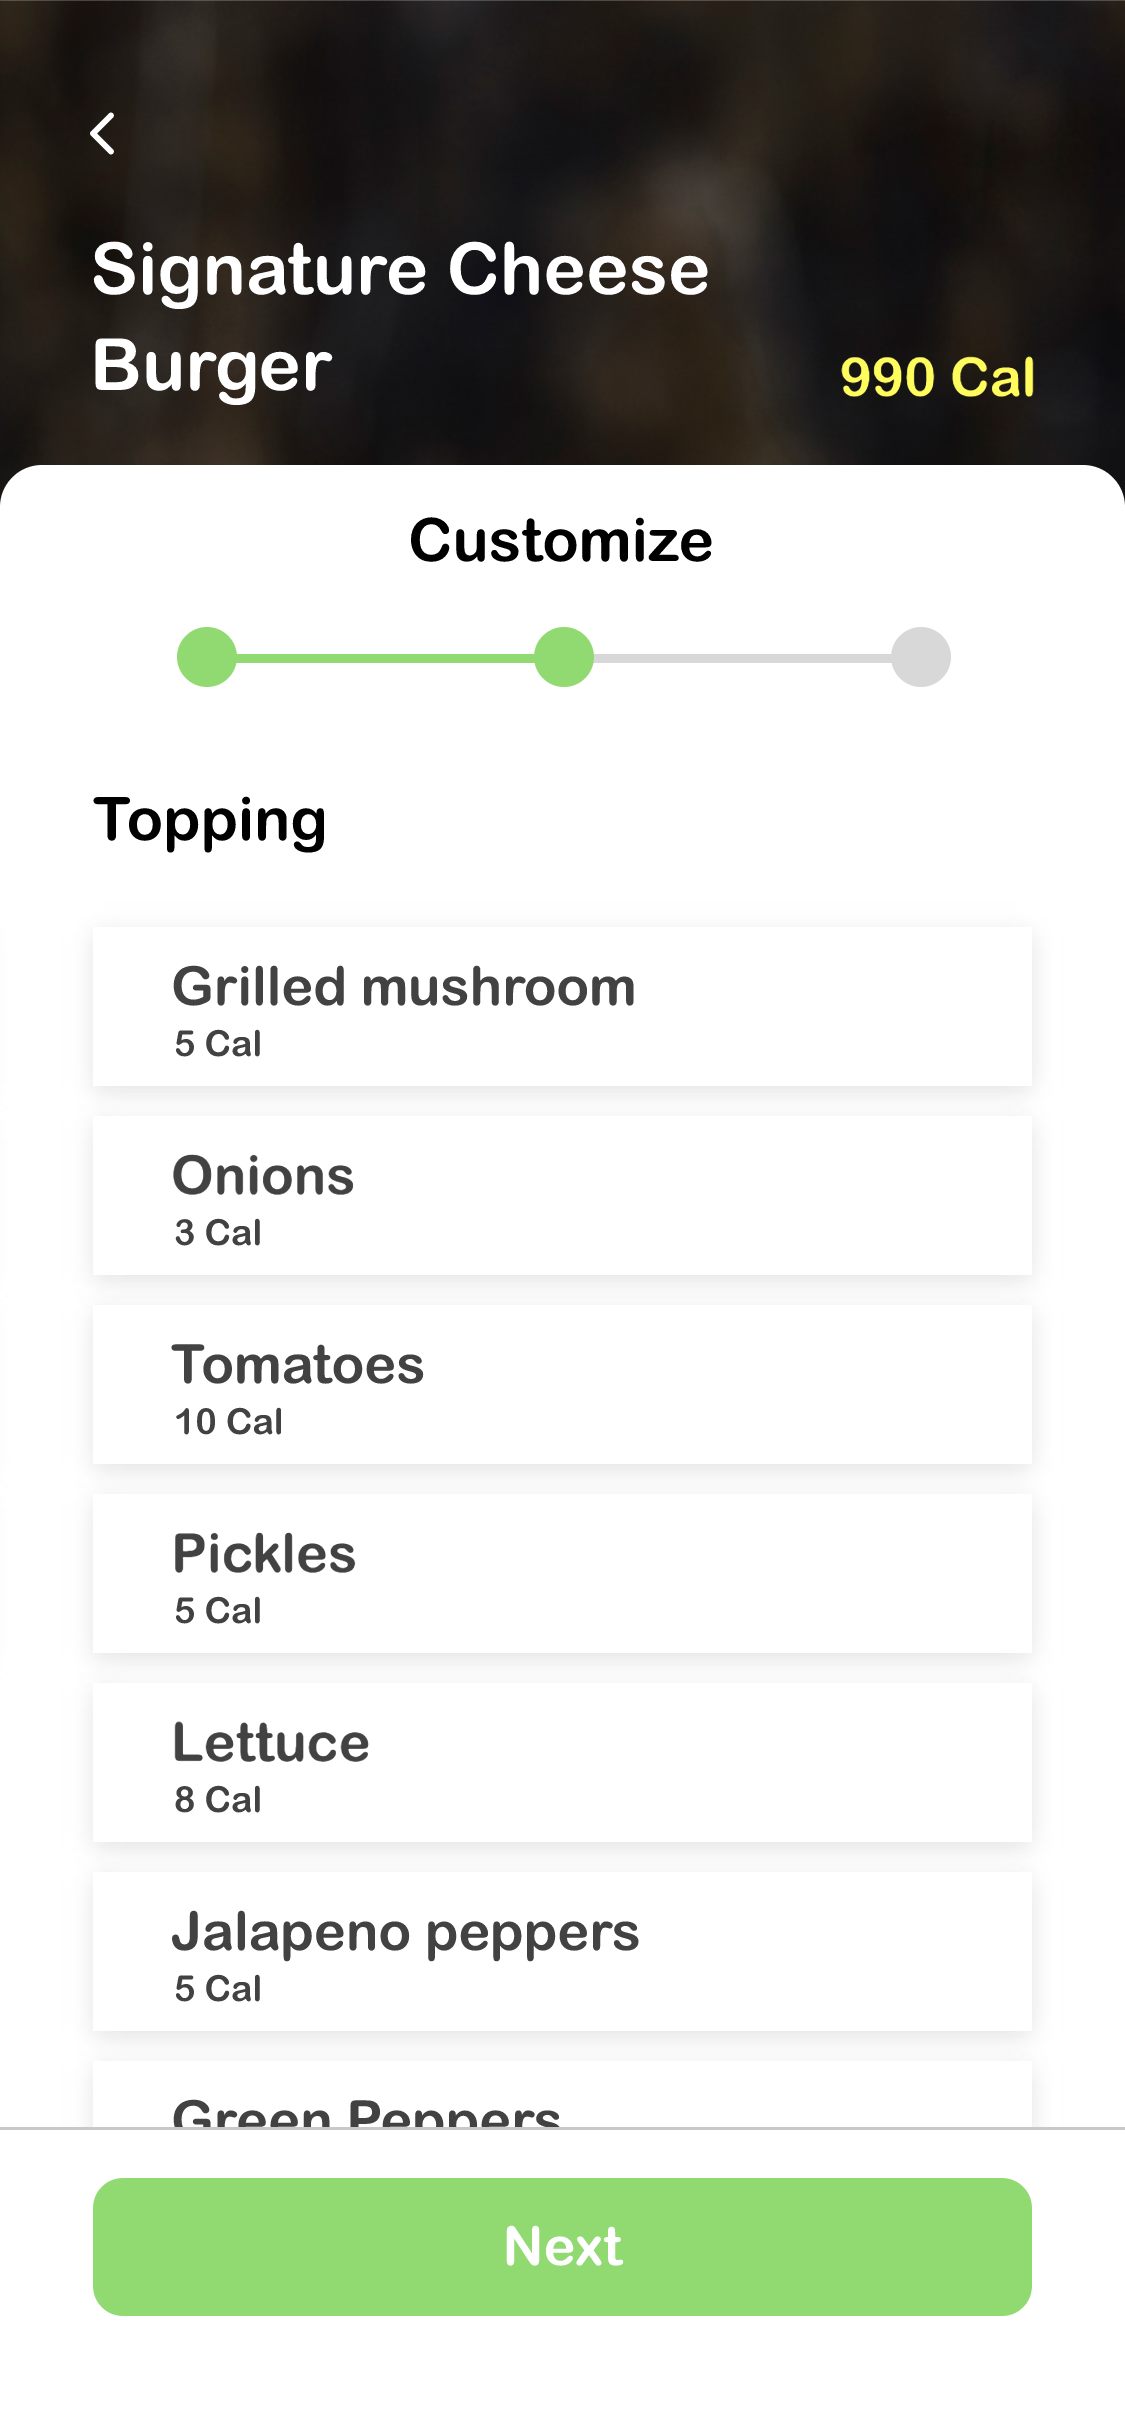 Signature Cheese
Burger
990 Cal
Customize
Topping
Grilled mushroom
5 Cal
Onions
3 Cal
Tomatoes
10 Cal
Pickles
5 Cal
Lettuce
8 Cal
Jalapeno peppers
5 Cal
Green Peppers
Next